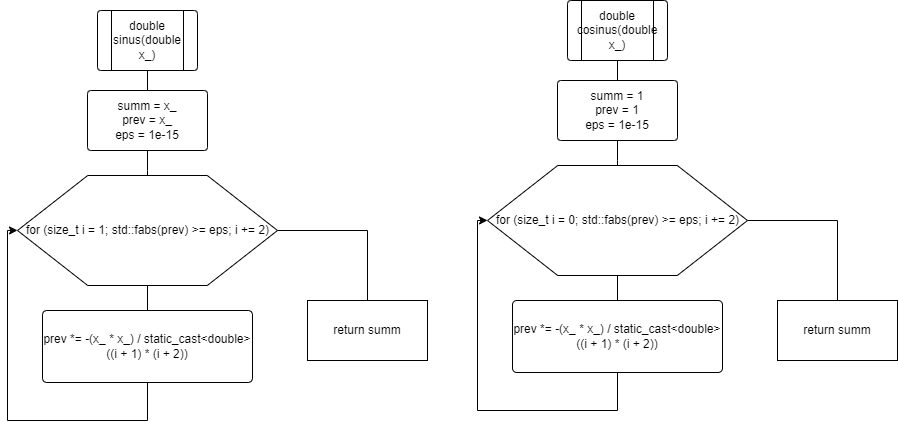 double
sinus(double
x_)
summ = x_
prev = x_
eps = 1e-15
for (size_t i = 1; std::fabs(prev) >= eps; i += 2)
prev *= -(x_ * x_) / static_cast<double>
((i + 1) * (i + 2))
return summ
double
cosinus(double
x_)
summ = 1
prev = 1
eps = 1e-15
for (size_t i = 0; std::fabs(prev) >= eps; i += 2)
prev *= -(x_ * x_) / static_cast<double>
((i + 1) * (i + 2))
return summ